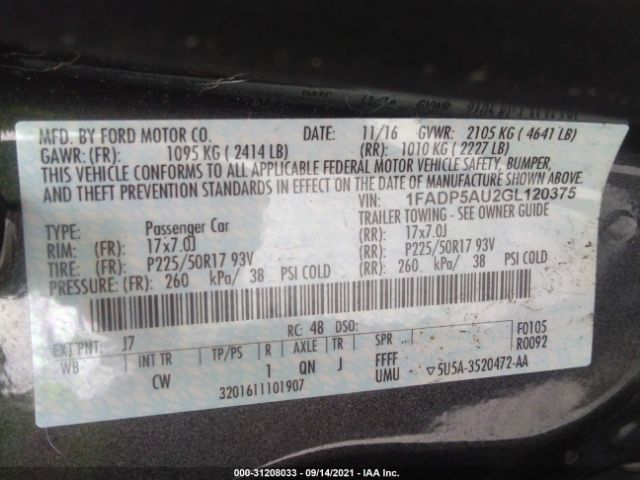 MFD. BY FORD MOTOR CO. DATE: 11/16 GVWR: 2105 KG ( 4641 LB)
GAWR: (FR): 1095 KG ( 2414 LB) (RR): 1010 KG ( 2227 LB)
THIS VEHICLE CONFORMS TO ALL APPLICABLE FEDERAL MOTOR VEHICLE SAFETY, BUMPER,
AND THEFT PREVENTION STANDARDS IN EFFECT ON THE DATE OF MANUFACTURE SHOWN ABOVE.
VIN: 1FADP5AU2GL120375
TYPE: Passenger Car TRAILER TOWING - SEE OWNER GUIDE
RIM: (FR): 17x7.0J (RR): 17x7.0J
TIRE: (FR): P225/50R17 93V (RR): P225/50R17 93V
PRESSURE: (FR): 260 kPa/ 38 PSI COLD (RR): 260 kPa/ 38 PSI COLD
EXT PNT: J7 RC: 48 DSO: F0105
WB INT TR TP/PS R AXLE TR SPR R0092
CW 1 QN J FFFF
UMU 5U5A-3520472-AA
3201611101907
000-31208033 - 09/14/2021 - IAA Inc.